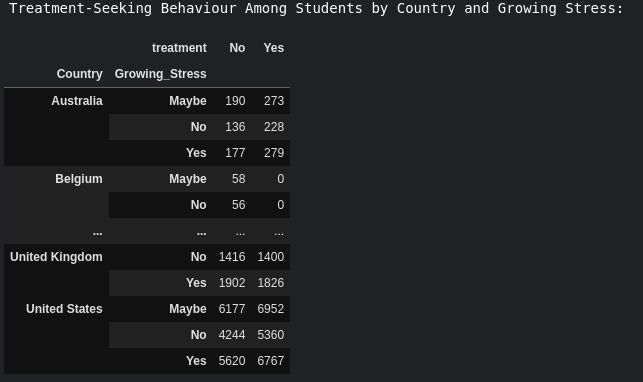 Treatment-Seeking Behaviour Among Students by Country and Growing Stress:
treatment No Yes
Country Growing_Stress
Australia Maybe 190 273
No 136 228
Yes 177 279
Belgium Maybe 58 0
No 56 0
... ... ... ...
United Kingdom No 1416 1400
Yes 1902 1826
United States Maybe 6177 6952
No 4244 5360
Yes 5620 6767